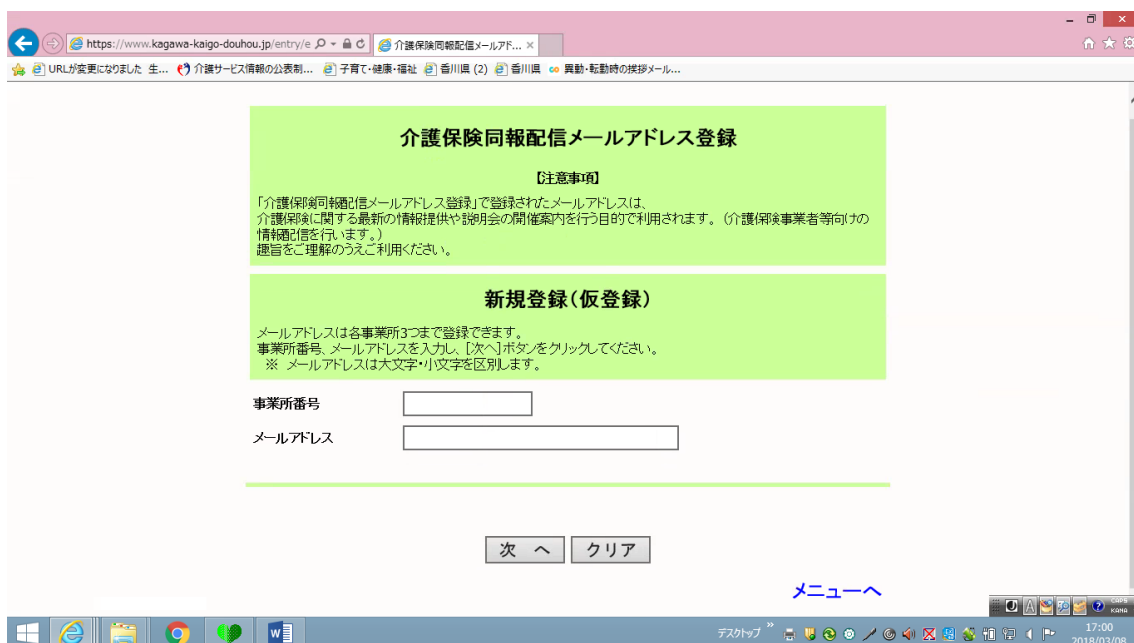 https://www.kagawa-kaigo-douhou.jp/entry/e
介護保険同報配信メールアドレ...
URLが変更になりました 生...
介護サービス情報の公表制...
子育て・健康・福祉
香川県 (2)
香川県
異動・転勤時の挨拶メール...
介護保険同報配信メールアドレス登録
【注意事項】
「介護保険同報配信メールアドレス登録」で登録されたメールアドレスは、
介護保険に関する最新の情報提供や説明会の開催案内を行う目的で利用されます。(介護保険事業者等向けの
情報配信を行います。)
趣旨をご理解のうえご利用ください。
新規登録(仮登録)
メールアドレスは各事業所3つまで登録できます。
事業所番号、メールアドレスを入力し、[次へ]ボタンをクリックしてください。
※ メールアドレスは大文字・小文字を区別します。
事業所番号
メールアドレス
次 へ
クリア
メニューへ
A
CAPS
KANA
デスクトップ
17:00
2018/03/08